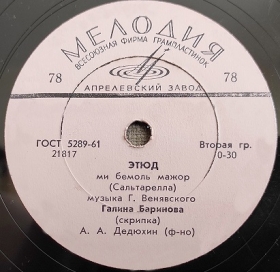 МЕЛОДИЯ
ВСЕСОЮЗНАЯ ФИРМА ГРАМПЛАСТИНОК
78 78
АПРЕЛЕВСКИЙ ЗАВОД
ГОСТ 5289-61 Вторая гр.
21817 0-30
ЭТЮД
ми бемоль мажор
(Сальтарелла)
музыка Г. Венявского
Галина Баринова
(скрипка)
А. А. Дедюхин (ф-но)